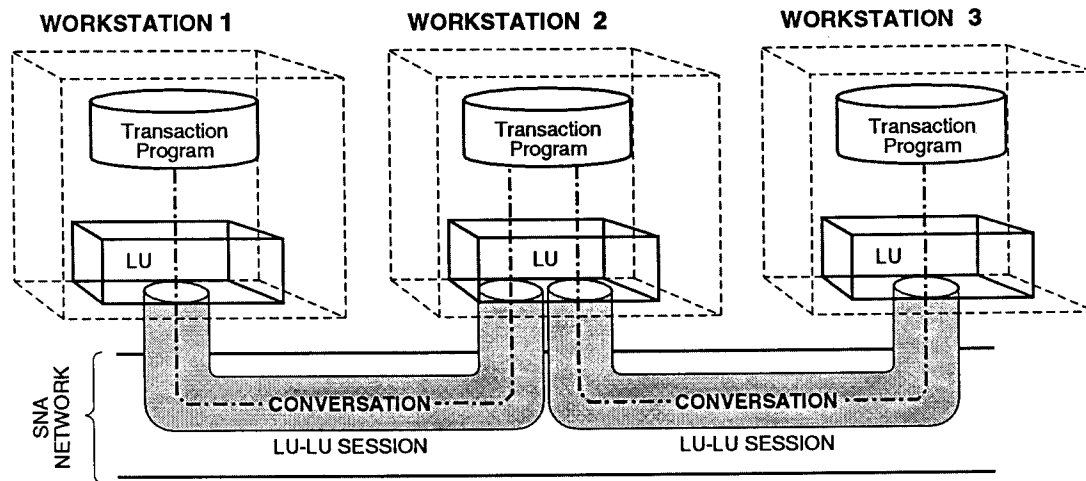 WORKSTATION 1
WORKSTATION 2
WORKSTATION 3
Transaction
Program
Transaction
Program
Transaction
Program
LU
LU
LU
SNA
NETWORK
CONVERSATION
CONVERSATION
LU-LU SESSION
LU-LU SESSION